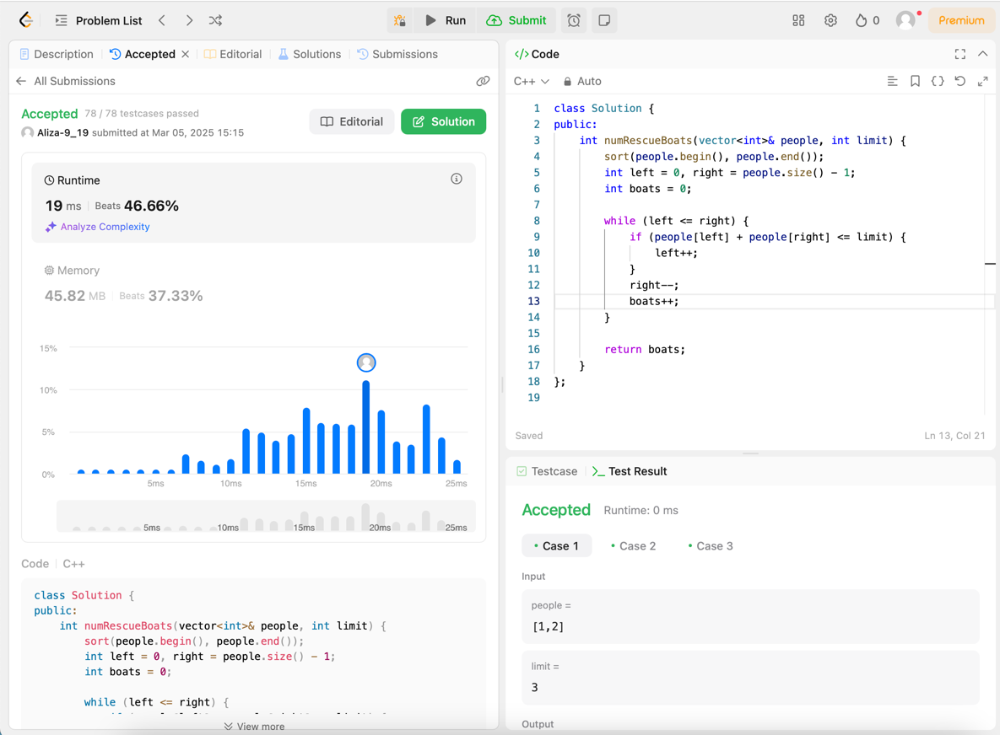 Problem List
Run
Submit
0
Premium
Description
Accepted
Editorial
Solutions
Submissions
All Submissions
Accepted 78 / 78 testcases passed
Aliza-9_19 submitted at Mar 05, 2025 15:15
Editorial
Solution
Runtime
19 ms Beats 46.66%
Analyze Complexity
Memory
45.82 MB Beats 37.33%
15%
10%
5%
0%
5ms 10ms 15ms 20ms 25ms
5ms 10ms 15ms 20ms 25ms
Code C++
class Solution {
public:
    int numRescueBoats(vector<int>& people, int limit) {
        sort(people.begin(), people.end());
        int left = 0, right = people.size() - 1;
        int boats = 0;

        while (left <= right) {
View more
</> Code
C++ Auto
1 class Solution {
2 public:
3     int numRescueBoats(vector<int>& people, int limit) {
4         sort(people.begin(), people.end());
5         int left = 0, right = people.size() - 1;
6         int boats = 0;
7
8         while (left <= right) {
9             if (people[left] + people[right] <= limit) {
10                 left++;
11             }
12             right--;
13             boats++;
14         }
15
16         return boats;
17     }
18 };
19
Saved
Ln 13, Col 21
Testcase
>_ Test Result
Accepted Runtime: 0 ms
• Case 1 • Case 2 • Case 3
Input
people =
[1,2]
limit =
3
Output